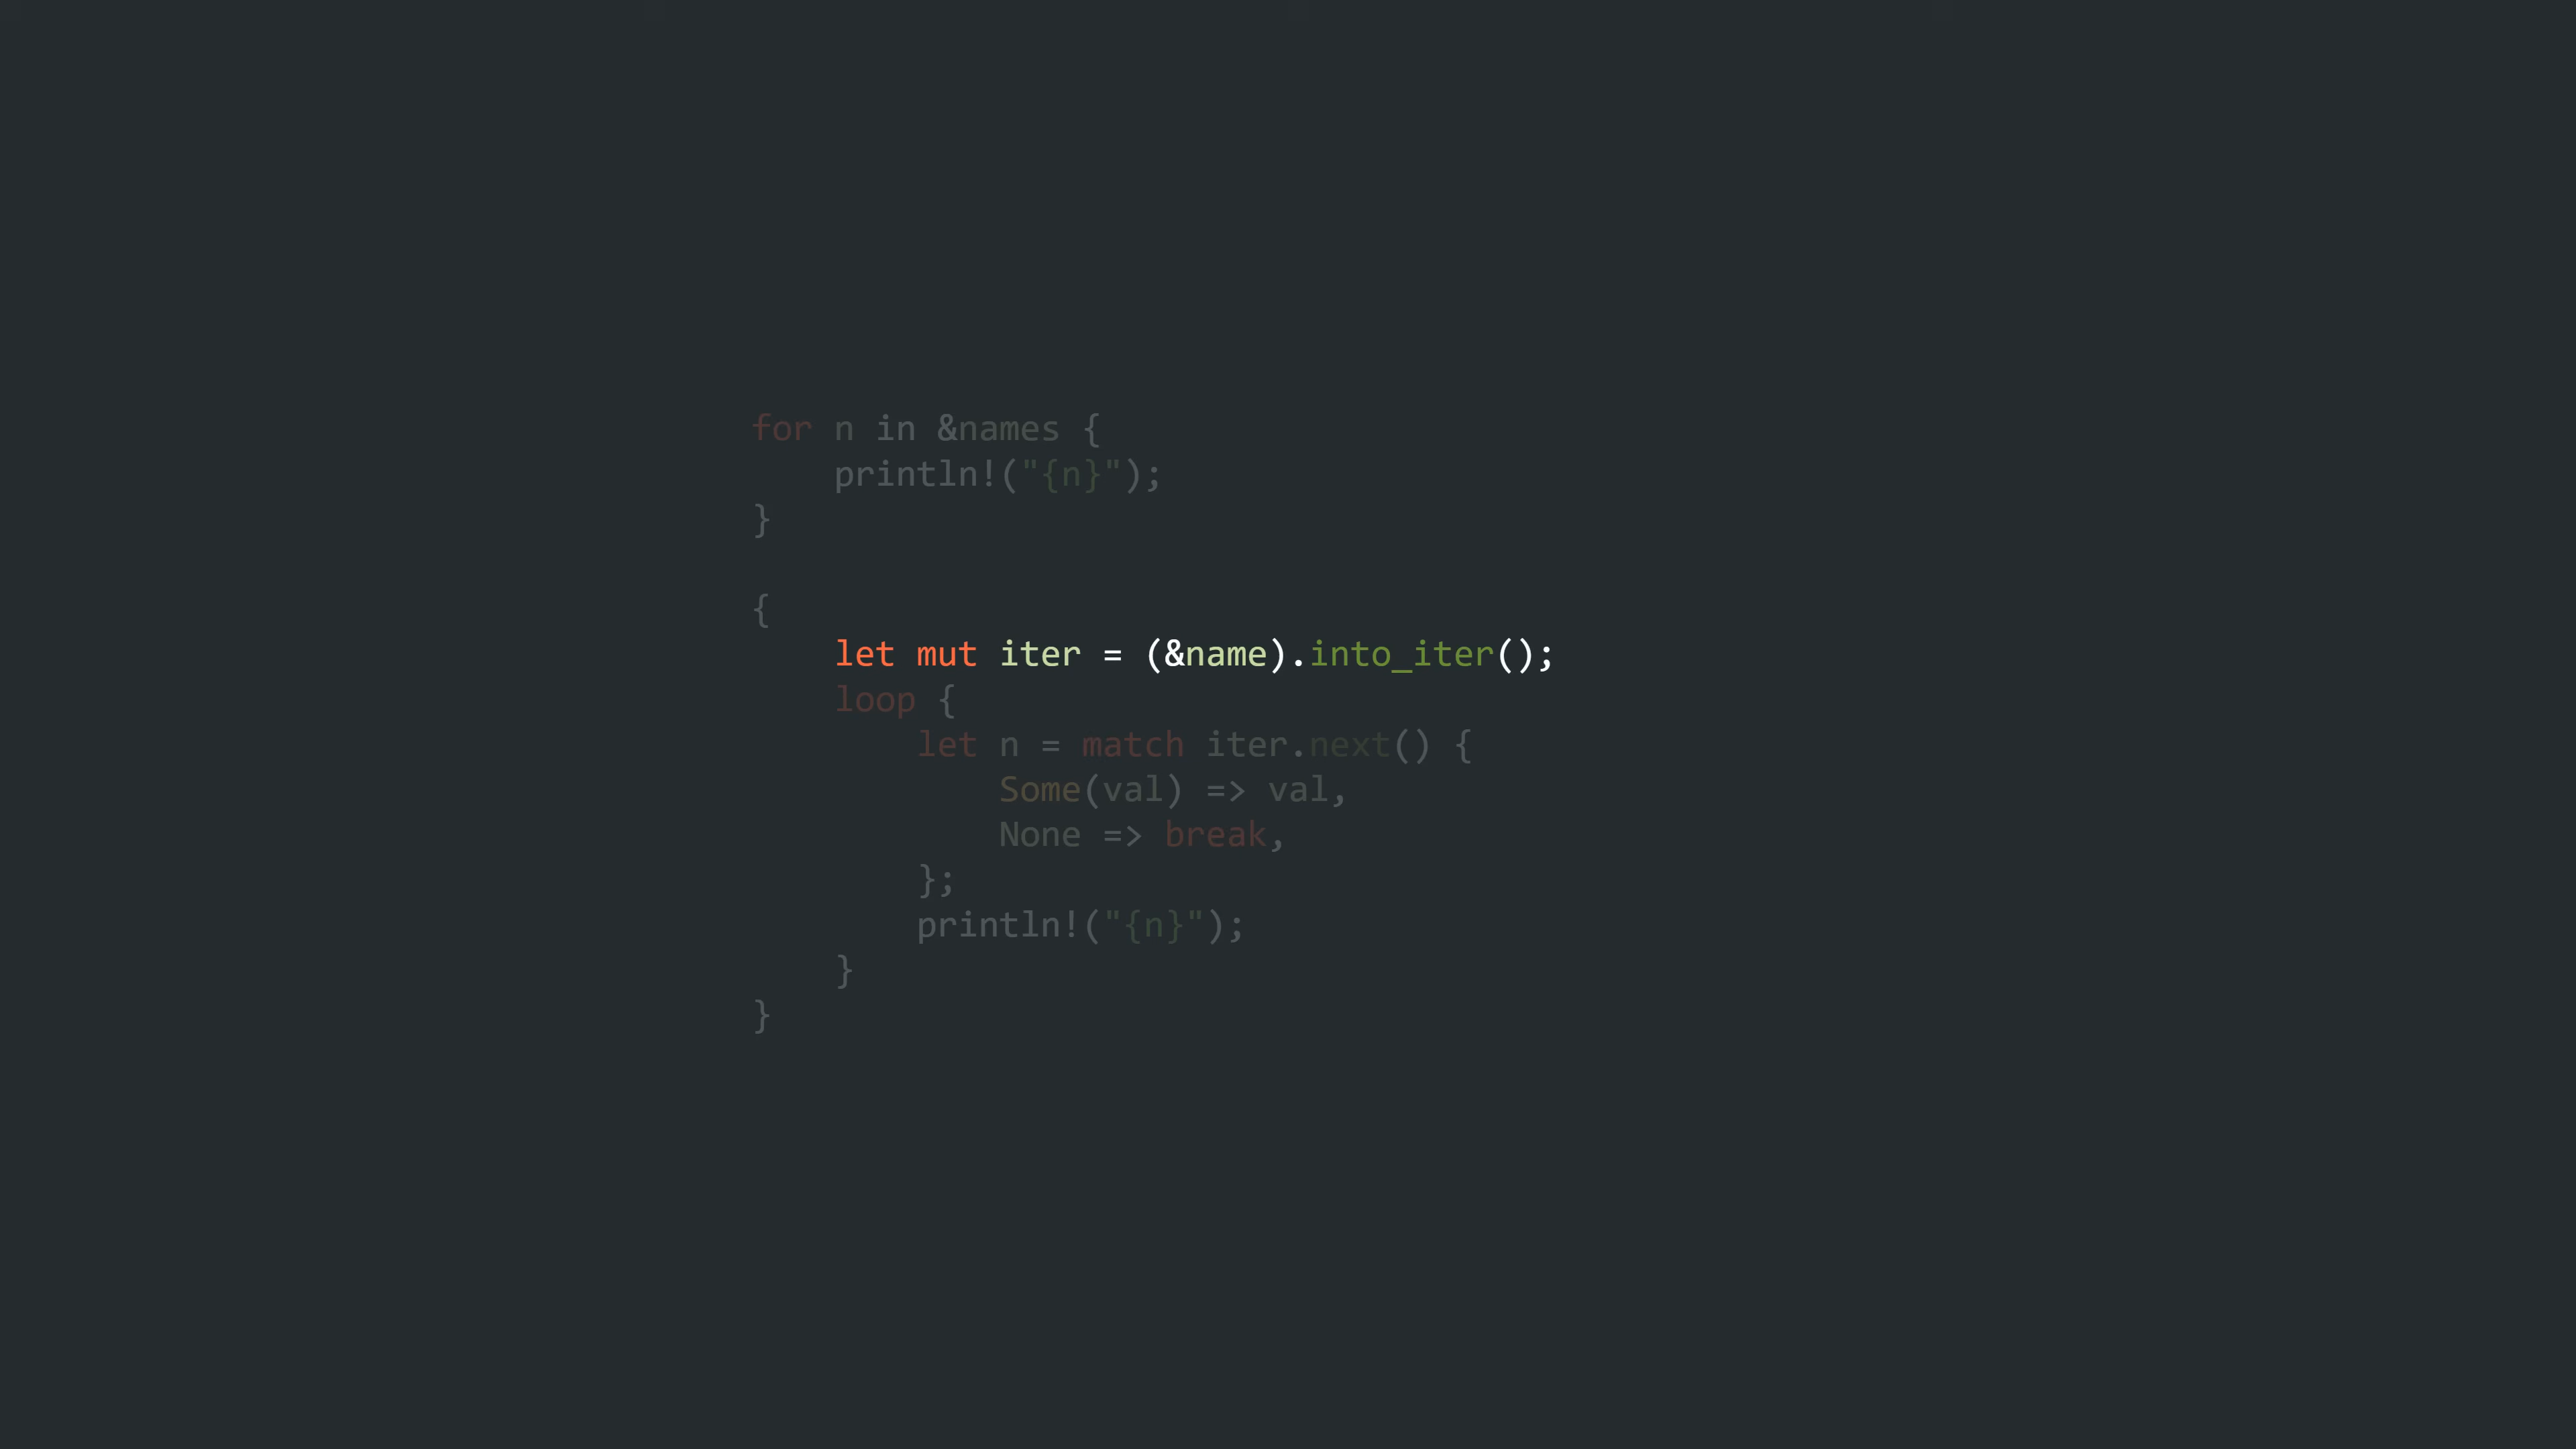 for n in &names {
    println!("{n}");
}
{
    let mut iter = (&name).into_iter();
    loop {
        let n = match iter.next() {
            Some(val) => val,
            None => break,
        };
        println!("{n}");
    }
}